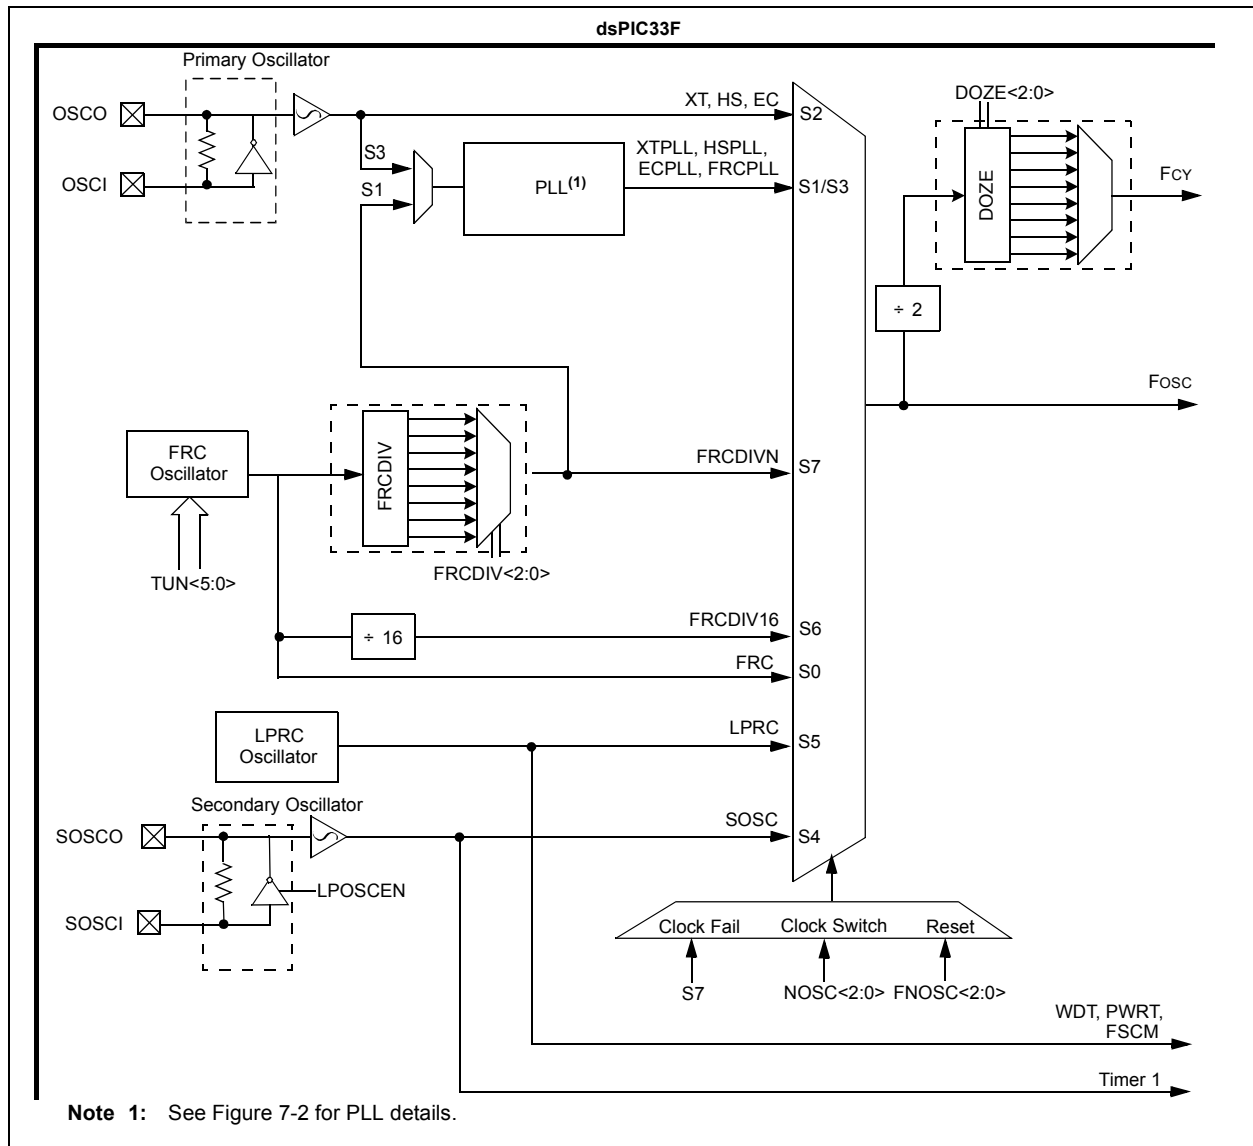 dsPIC33F
Primary Oscillator
OSCO
OSCI
XT, HS, EC
S2
DOZE<2:0>
S3
S1
PLL(1)
XTPLL, HSPLL,
ECPLL, FRCPLL
S1/S3
DOZE
FCY
÷ 2
FOSC
FRC
Oscillator
TUN<5:0>
FRCDIV
FRCDIV<2:0>
FRCDIVN
S7
÷ 16
FRCDIV16
S6
FRC
S0
LPRC
Oscillator
LPRC
S5
Secondary Oscillator
SOSCO
SOSCI
LPOSCEN
SOSC
S4
Clock Fail
Clock Switch
Reset
S7
NOSC<2:0>
FNOSC<2:0>
WDT, PWRT,
FSCM
Timer 1
Note 1: See Figure 7-2 for PLL details.